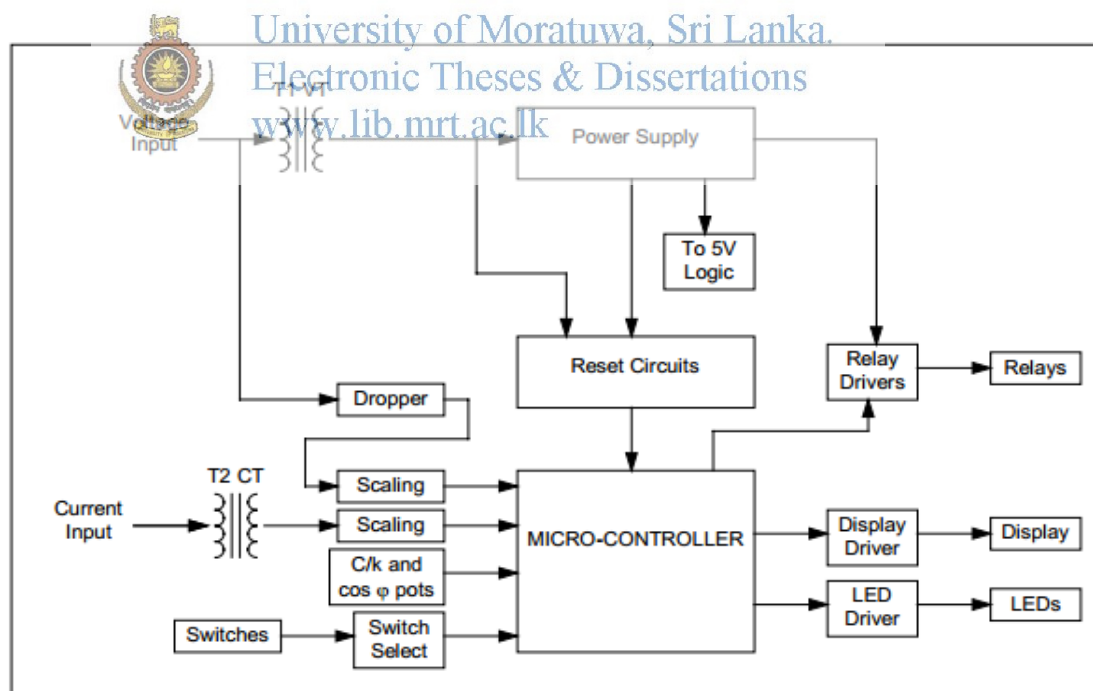 University of Moratuwa, Sri Lanka.
Electronic Theses & Dissertations
www.lib.mrt.ac.lk
T1 VT
Voltage
Input
Power Supply
To 5V
Logic
Reset Circuits
Relay
Drivers
Relays
Dropper
T2 CT
Current
Input
Scaling
Scaling
C/k and
cos φ pots
Switches
Switch
Select
MICRO-CONTROLLER
Display
Driver
Display
LED
Driver
LEDs